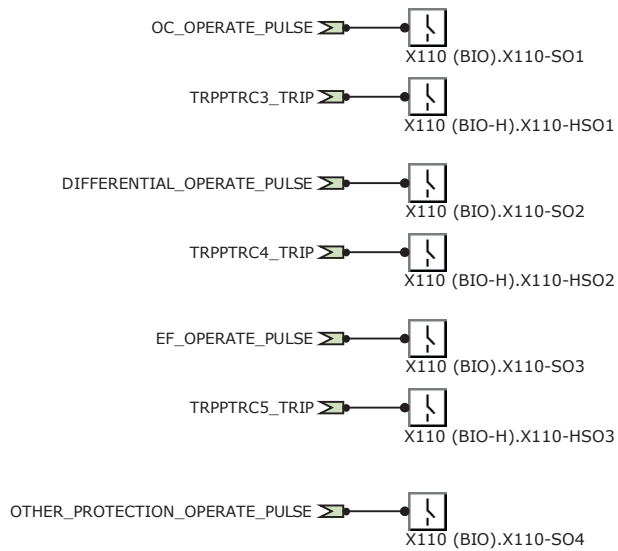 OC_OPERATE_PULSE
X110 (BIO).X110-SO1
TRPPTRC3_TRIP
X110 (BIO-H).X110-HSO1
DIFFERENTIAL_OPERATE_PULSE
X110 (BIO).X110-SO2
TRPPTRC4_TRIP
X110 (BIO-H).X110-HSO2
EF_OPERATE_PULSE
X110 (BIO).X110-SO3
TRPPTRC5_TRIP
X110 (BIO-H).X110-HSO3
OTHER_PROTECTION_OPERATE_PULSE
X110 (BIO).X110-SO4